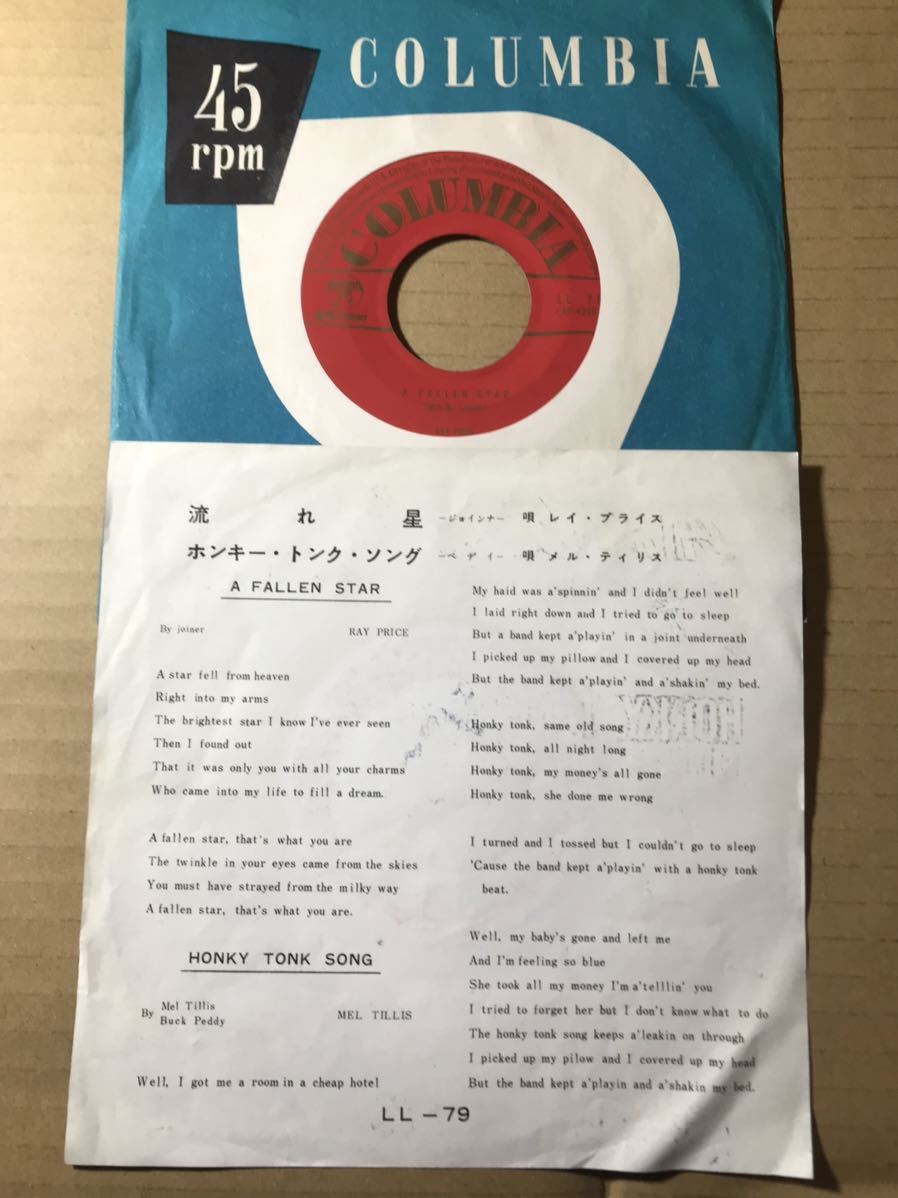 45
rpm
COLUMBIA
COLUMBIA
LL 7
A FALLEN STAR
流れ星 ージョインナー 唄 レイ・プライス
ホンキー・トンク・ソング ーペディー 唄 メル・ティリス
A FALLEN STAR
By joiner RAY PRICE
A star fell from heaven
Right into my arms
The brightest star I know I've ever seen
Then I found out
That it was only you with all your charms
Who came into my life to fill a dream.
A fallen star, that's what you are
The twinkle in your eyes came from the skies
You must have strayed from the milky way
A fallen star, that's what you are.
HONKY TONK SONG
By Mel Tillis
Buck Peddy
MEL TILLIS
Well, I got me a room in a cheap hotel
My haid was a'spinnin' and I didn't feel well
I laid right down and I tried to go to sleep
But a band kept a'playin' in a joint underneath
I picked up my pillow and I covered up my head
But the band kept a'playin' and a'shakin' my bed.
Honky tonk, same old song
Honky tonk, all night long
Honky tonk, my money's all gone
Honky tonk, she done me wrong
I turned and I tossed but I couldn't go to sleep
'Cause the band kept a'playin' with a honky tonk
beat.
Well, my baby's gone and left me
And I'm feeling so blue
She took all my money I'm a'telllin' you
I tried to forget her but I don't know what to do
The honky tonk song keeps a'leakin on through
I picked up my pilow and I covered up my head
But the band kept a'playin and a'shakin my bed.
LL－79